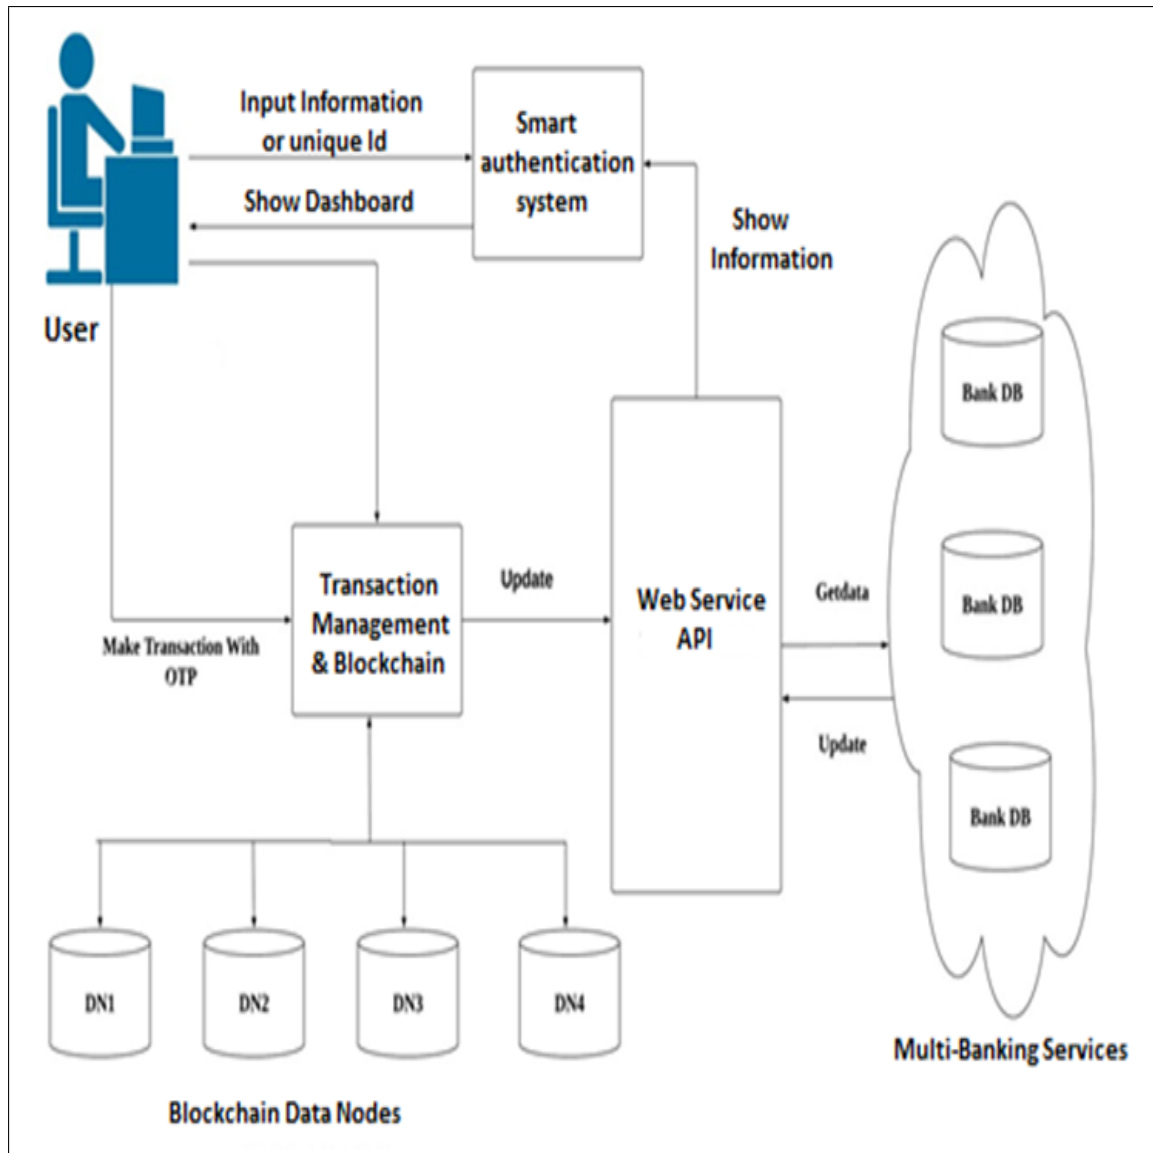 Input Information
or unique Id
Smart
authentication
system
Show Dashboard
Show
Information
User
Bank DB
Transaction
Management
& Blockchain
Update
Web Service
API
Getdata
Bank DB
Make Transaction With
OTP
Update
Bank DB
DN1
DN2
DN3
DN4
Multi-Banking Services
Blockchain Data Nodes